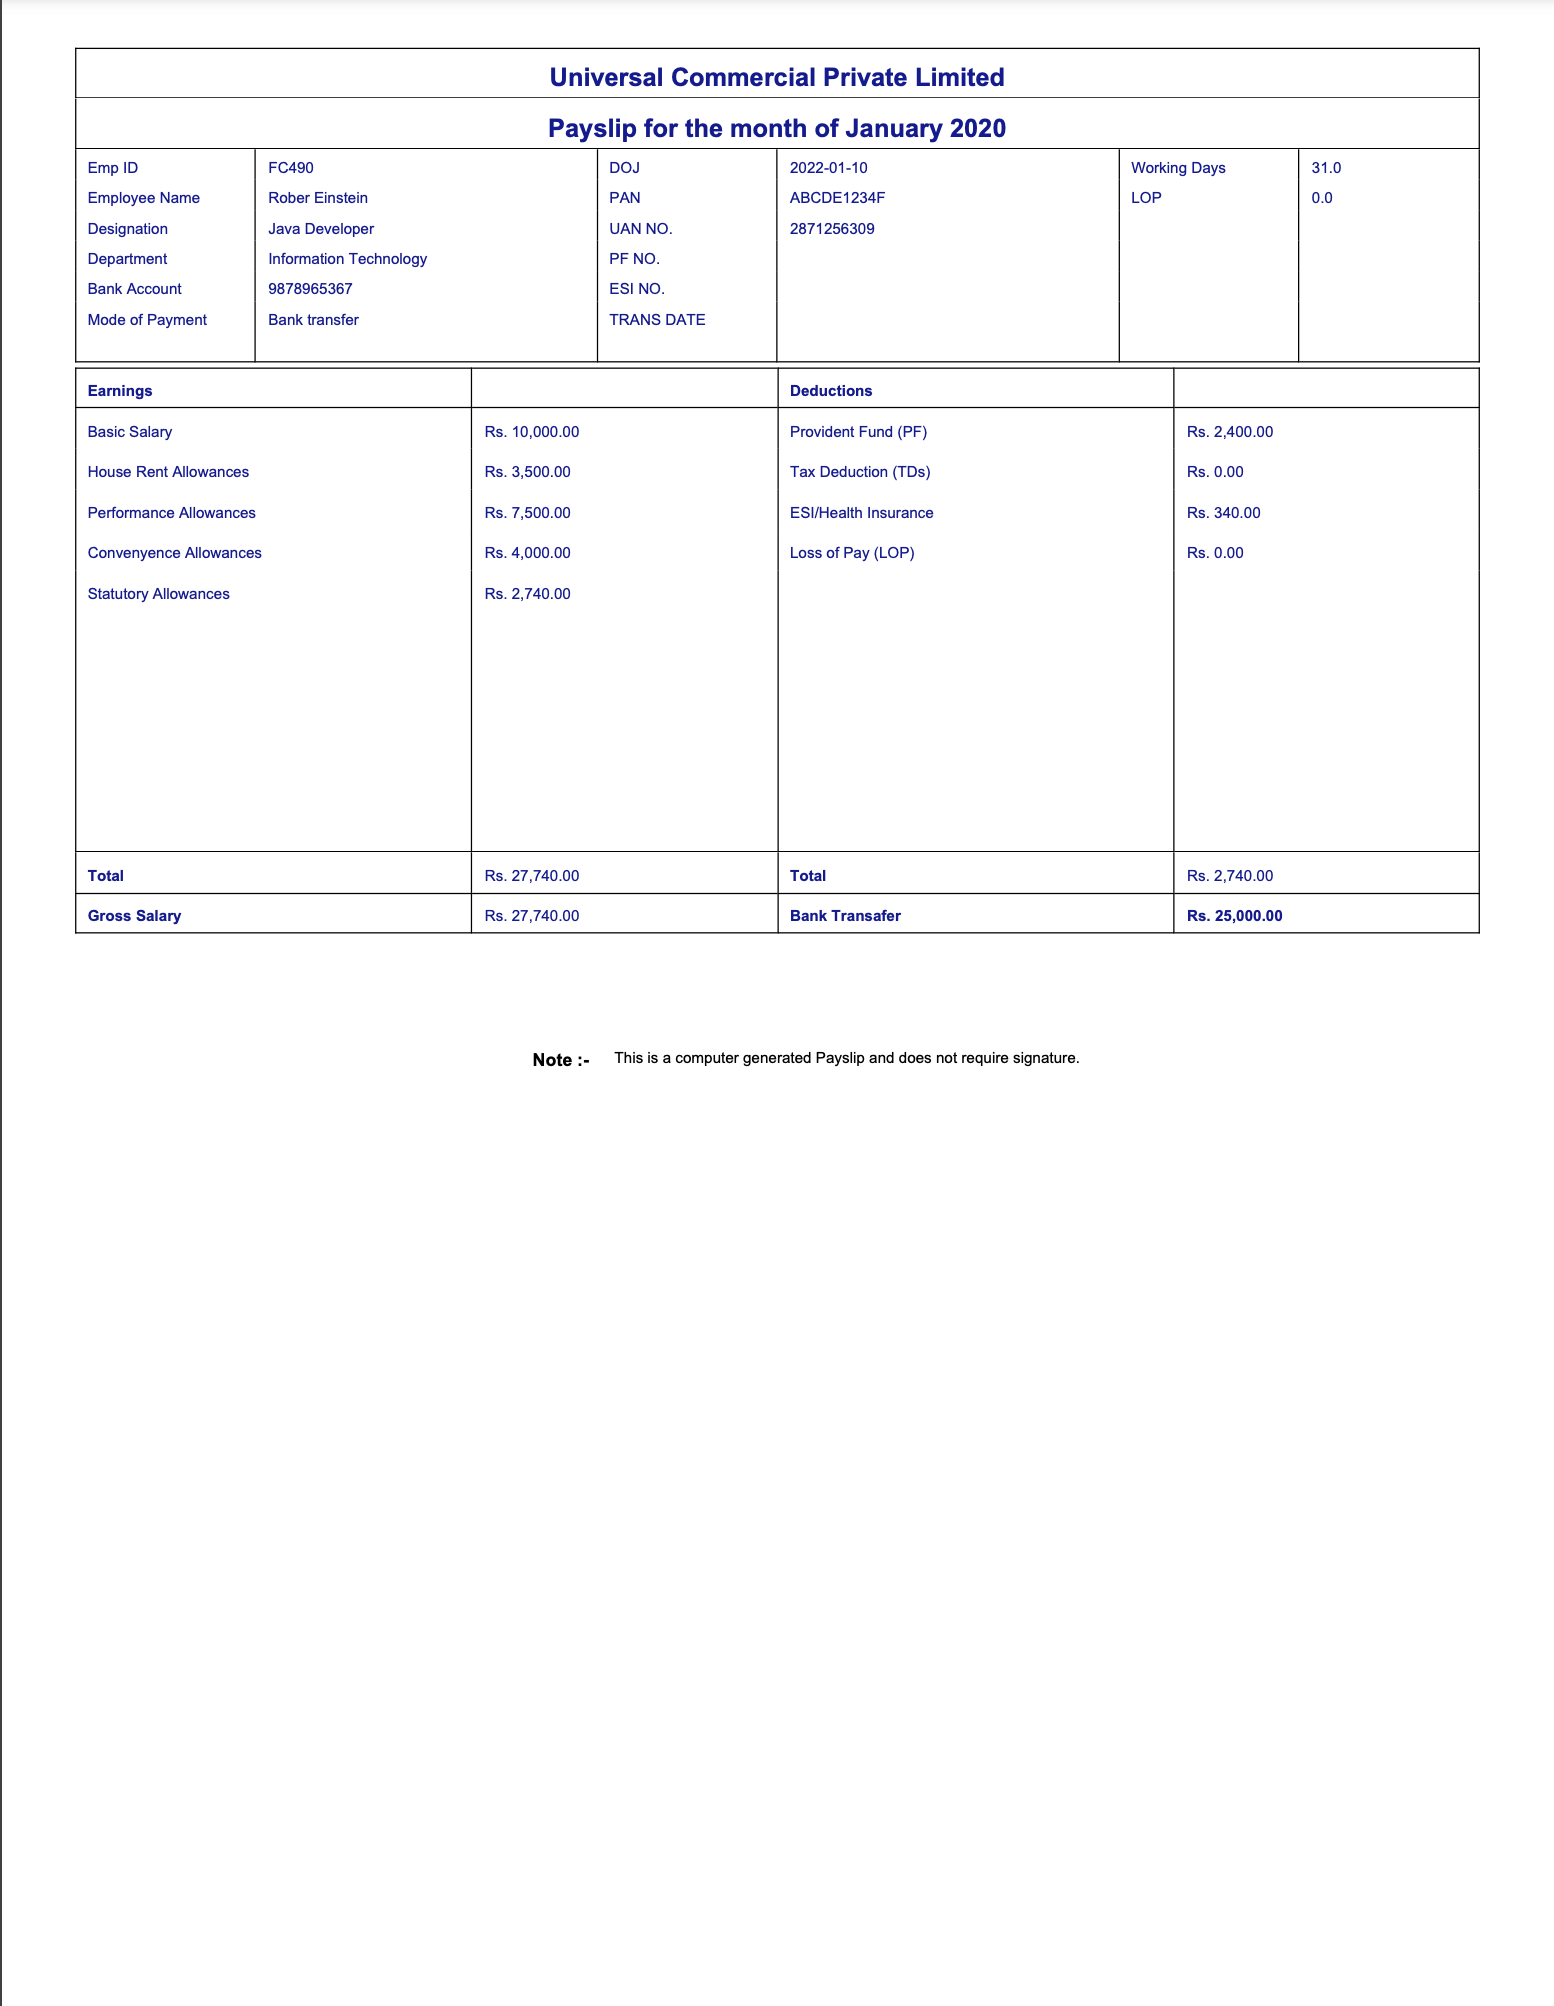 Universal Commercial Private Limited
Payslip for the month of January 2020
Emp ID FC490 DOJ 2022-01-10 Working Days 31.0
Employee Name Rober Einstein PAN ABCDE1234F LOP 0.0
Designation Java Developer UAN NO. 2871256309
Department Information Technology PF NO.
Bank Account 9878965367 ESI NO.
Mode of Payment Bank transfer TRANS DATE
Earnings Deductions
Basic Salary Rs. 10,000.00 Provident Fund (PF) Rs. 2,400.00
House Rent Allowances Rs. 3,500.00 Tax Deduction (TDs) Rs. 0.00
Performance Allowances Rs. 7,500.00 ESI/Health Insurance Rs. 340.00
Convenyence Allowances Rs. 4,000.00 Loss of Pay (LOP) Rs. 0.00
Statutory Allowances Rs. 2,740.00
Total Rs. 27,740.00 Total Rs. 2,740.00
Gross Salary Rs. 27,740.00 Bank Transafer Rs. 25,000.00
Note :- This is a computer generated Payslip and does not require signature.